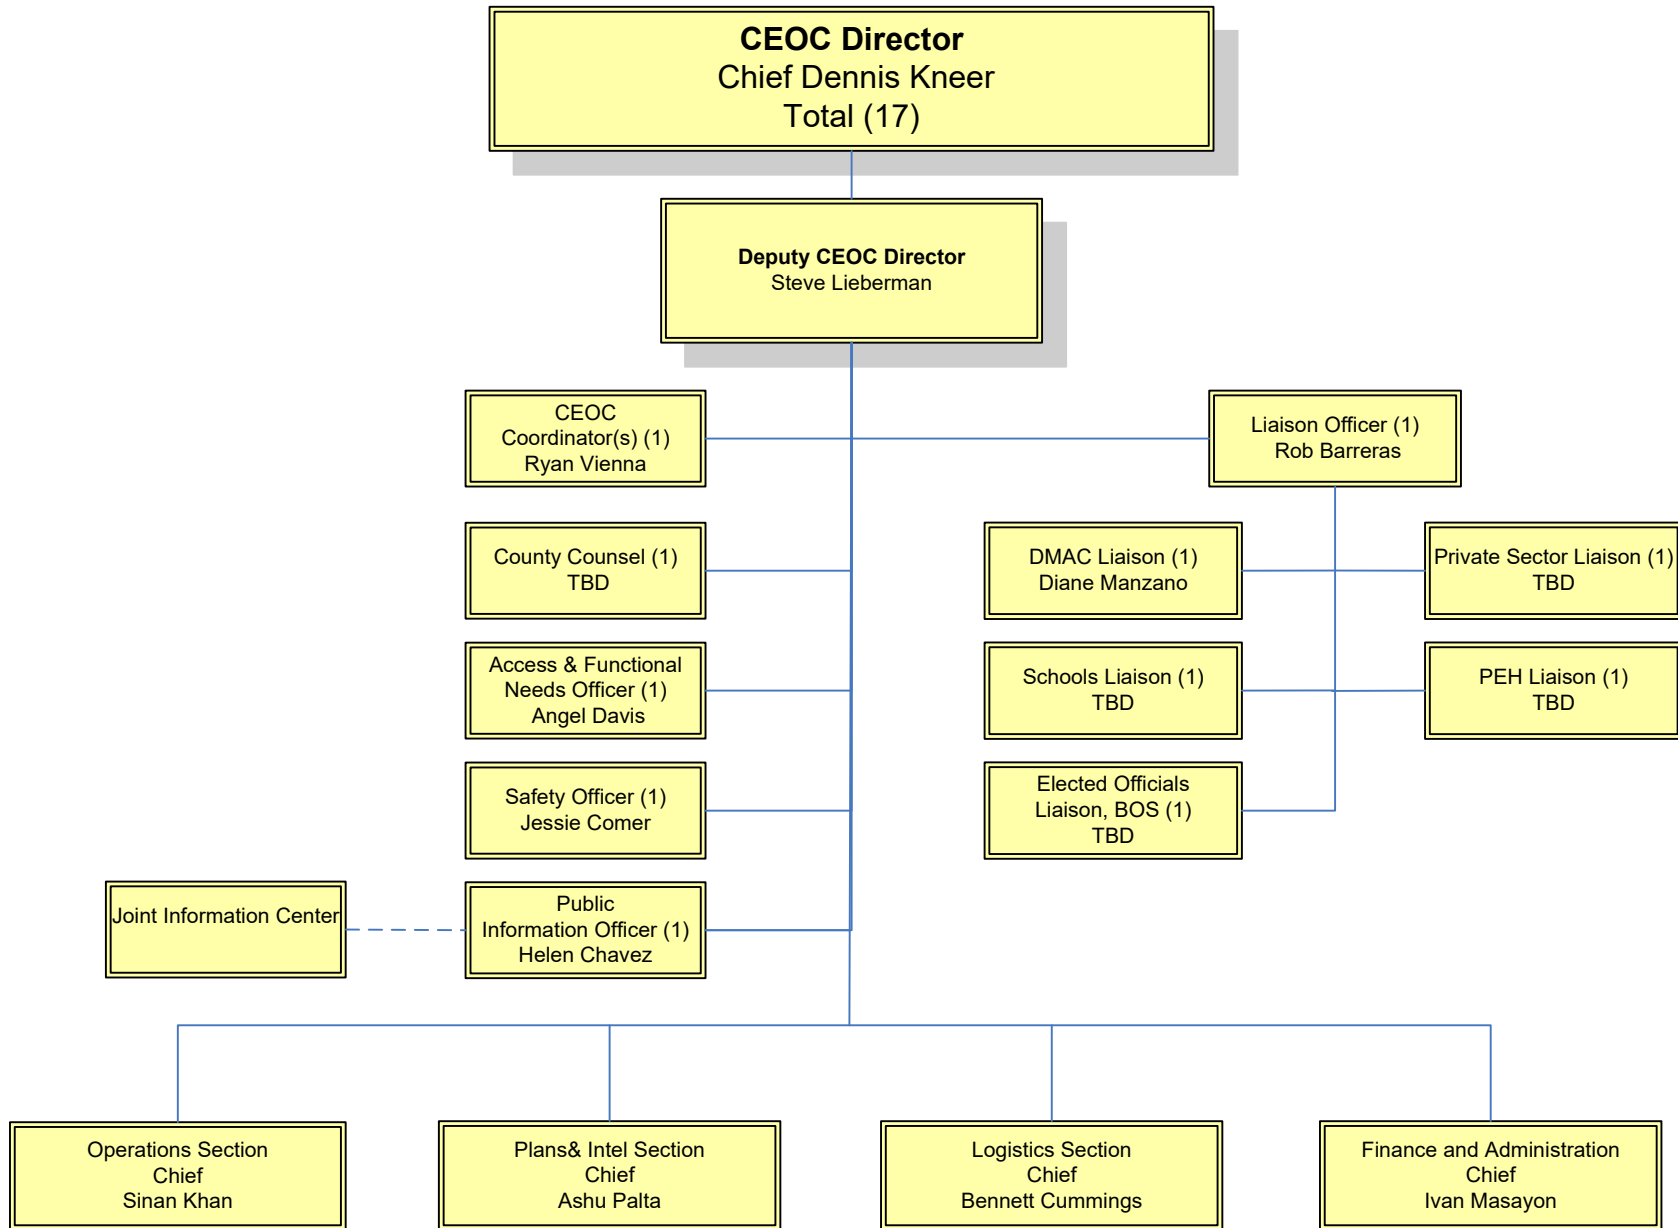 CEOC Director
Chief Dennis Kneer
Total (17)
Deputy CEOC Director
Steve Lieberman
CEOC
Coordinator(s) (1)
Ryan Vienna
Liaison Officer (1)
Rob Barreras
County Counsel (1)
TBD
DMAC Liaison (1)
Diane Manzano
Private Sector Liaison (1)
TBD
Access & Functional
Needs Officer (1)
Angel Davis
Schools Liaison (1)
TBD
PEH Liaison (1)
TBD
Safety Officer (1)
Jessie Comer
Elected Officials
Liaison, BOS (1)
TBD
Joint Information Center
Public
Information Officer (1)
Helen Chavez
Operations Section
Chief
Sinan Khan
Plans& Intel Section
Chief
Ashu Palta
Logistics Section
Chief
Bennett Cummings
Finance and Administration
Chief
Ivan Masayon